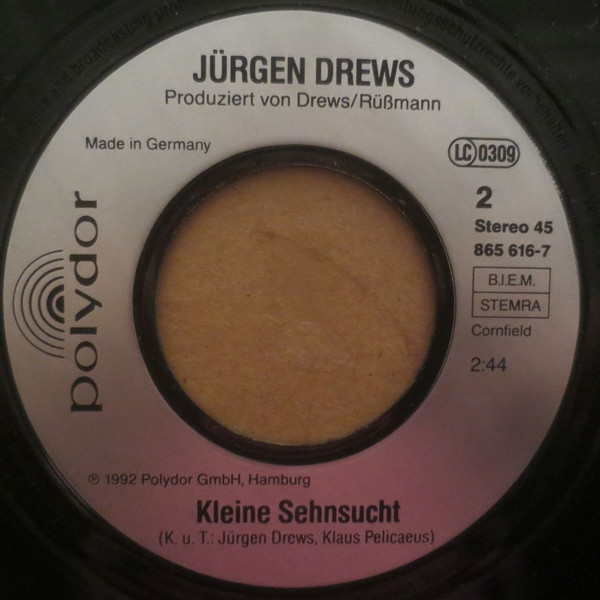 JÜRGEN DREWS
Produziert von Drews/Rüßmann
Made in Germany
LC 0309
2
Stereo 45
865 616-7
B.I.E.M.
STEMRA
Cornfield
2:44
polydor
℗ 1992 Polydor GmbH, Hamburg
Kleine Sehnsucht
(K. u. T.: Jürgen Drews, Klaus Pelicaeus)